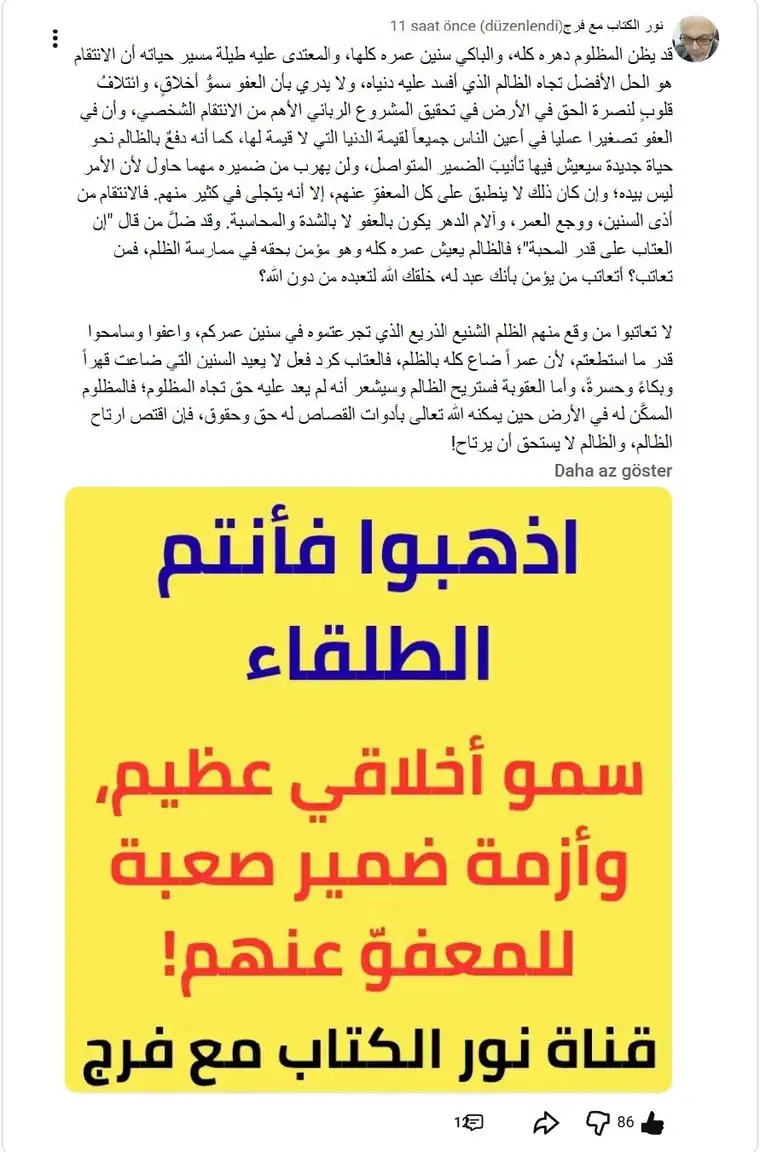 نور الكتاب مع فرج(düzenlendi) 11 saat önce
قد يظن المظلوم دهره كله، والباكي سنين عمره كلها، والمعتدى عليه طيلة مسير حياته أن الانتقام
هو الحل الأفضل تجاه الظالم الذي أفسد عليه دنياه، ولا يدري بأن العفو سموُّ أخلاقٍ، وائتلافُ
قلوبٍ لنصرة الحق في الأرض في تحقيق المشروع الرباني الأهم من الانتقام الشخصي، وأن في
العفو تصغيرا عمليا في أعين الناس جميعاً لقيمة الدنيا التي لا قيمة لها، كما أنه دفعٌ بالظالم نحو
حياة جديدة سيعيش فيها تأنيبَ الضمير المتواصل، ولن يهرب من ضميره مهما حاول لأن الأمر
ليس بيده؛ وإن كان ذلك لا ينطبق على كل المعفوِ عنهم، إلا أنه يتجلى في كثير منهم. فالانتقام من
أذى السنين، ووجع العمر، وآلام الدهر يكون بالعفو لا بالشدة والمحاسبة. وقد ضلَّ من قال "إن
العتاب على قدر المحبة"؛ فالظالم يعيش عمره كله وهو مؤمن بحقه في ممارسة الظلم، فمن
تعاتب؟ أتعاتب من يؤمن بأنك عبد له، خلقك الله لتعبده من دون الله؟
لا تعاتبوا من وقع منهم الظلم الشنيع الذريع الذي تجرعتموه في سنين عمركم، واعفوا وسامحوا
قدر ما استطعتم، لأن عمراً ضاع كله بالظلم، فالعتاب كرد فعل لا يعيد السنين التي ضاعت قهراً
وبكاءً وحسرةً، وأما العقوبة فستريح الظالم وسيشعر أنه لم يعد عليه حق تجاه المظلوم؛ فالمظلوم
الممكَّن له في الأرض حين يمكنه الله تعالى بأدوات القصاص له حق وحقوق، فإن اقتص ارتاح
الظالم، والظالم لا يستحق أن يرتاح!
Daha az göster
اذهبوا فأنتم
الطلقاء
سمو أخلاقي عظيم،
وأزمة ضمير صعبة
للمعفوّ عنهم!
قناة نور الكتاب مع فرج
86
12